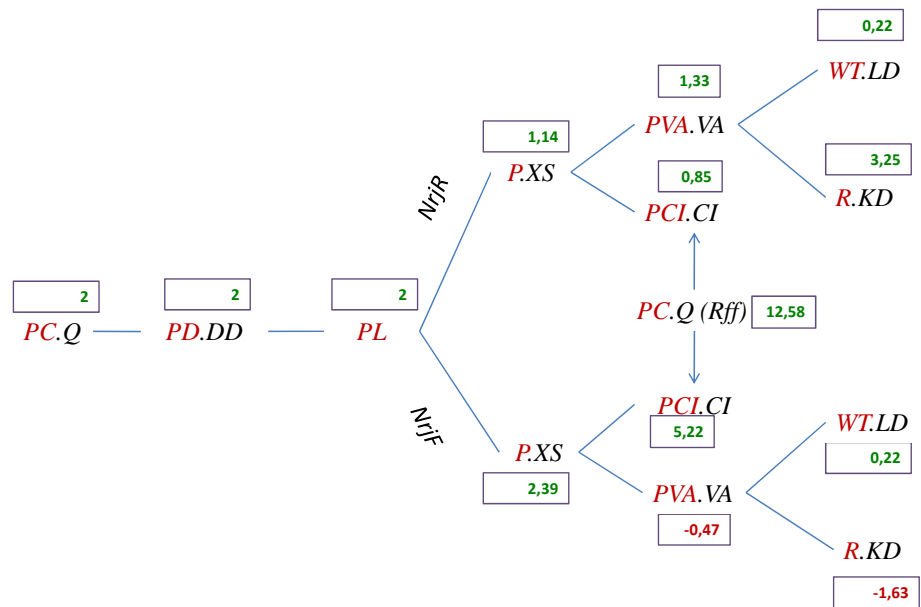 0,22
WT.LD
1,33
PVA.VA
1,14
P.XS
3,25
R.KD
0,85
PCI.CI
NrjR
2
PC.Q
2
PD.DD
2
PL
PC.Q (Rff)
12,58
NrjF
PCI.CI
5,22
WT.LD
0,22
P.XS
2,39
PVA.VA
-0,47
R.KD
-1,63